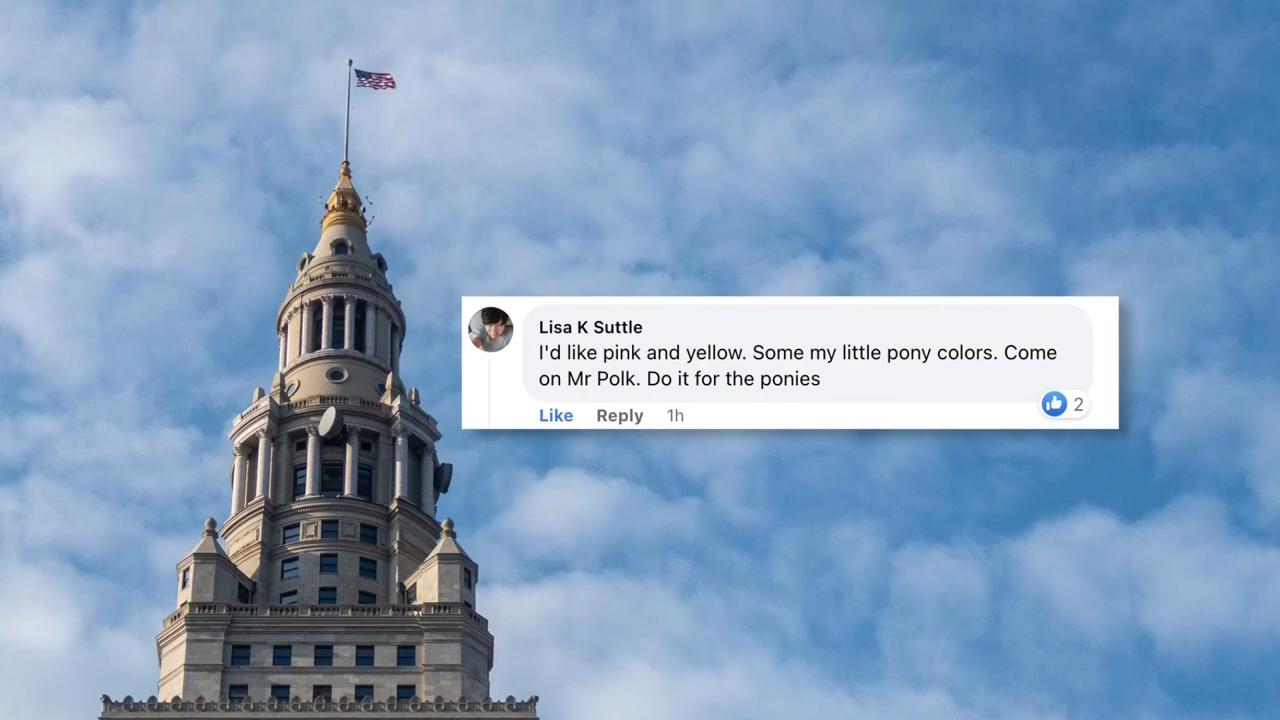 Lisa K Suttle
I'd like pink and yellow. Some my little pony colors. Come
on Mr Polk. Do it for the ponies
Like Reply 1h
2